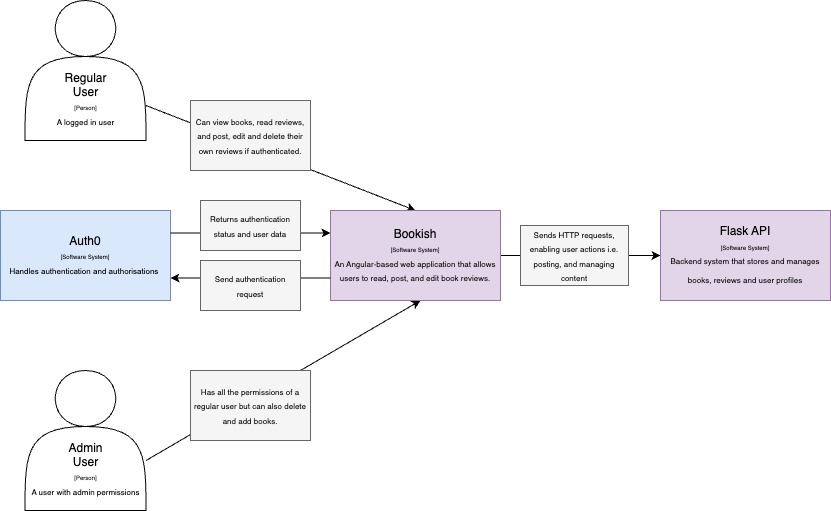 Regular
User
[Person]
A logged in user
Can view books, read reviews,
and post, edit and delete their
own reviews if authenticated.
Auth0
[Software System]
Handles authentication and authorisations
Returns authentication
status and user data
Send authentication
request
Bookish
[Software System]
An Angular-based web application that allows
users to read, post, and edit book reviews.
Sends HTTP requests,
enabling user actions i.e.
posting, and managing
content
Flask API
[Software System]
Backend system that stores and manages
books, reviews and user profiles
Has all the permissions of a
regular user but can also delete
and add books.
Admin
User
[Person]
A user with admin permissions